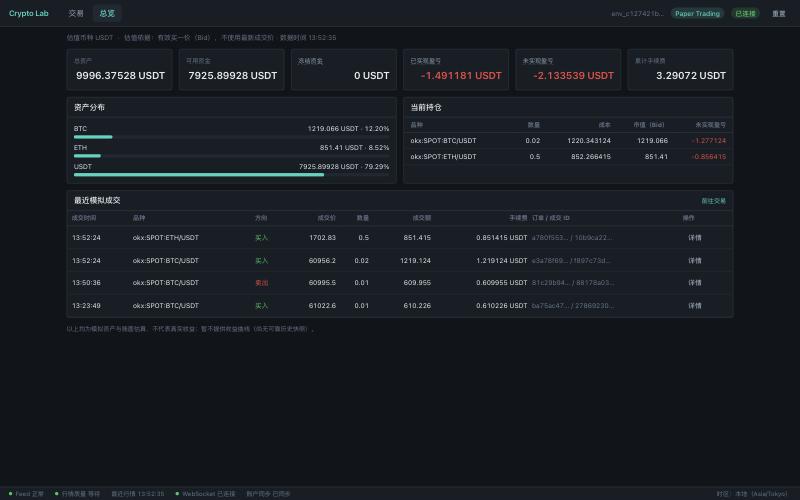 Crypto Lab 交易 总览 env_c127421b... Paper Trading 已连接 重置
估值币种 USDT · 估值依据：有效买一价（Bid），不使用最新成交价 · 数据时间 13:52:35
总资产 可用资金 冻结资金 已实现盈亏 未实现盈亏 累计手续费
9996.37528 USDT 7925.89928 USDT 0 USDT -1.491181 USDT -2.133539 USDT 3.29072 USDT
资产分布
BTC 1219.066 USDT · 12.20%
ETH 851.41 USDT · 8.52%
USDT 7925.89928 USDT · 79.29%
当前持仓
品种 数量 成本 市值（Bid） 未实现盈亏
okx:SPOT:BTC/USDT 0.02 1220.343124 1219.066 -1.277124
okx:SPOT:ETH/USDT 0.5 852.266415 851.41 -0.856415
最近模拟成交 前往交易
成交时间 品种 方向 成交价 数量 成交额 手续费 订单 / 成交 ID 操作
13:52:24 okx:SPOT:ETH/USDT 买入 1702.83 0.5 851.415 0.851415 USDT a780f553... / 10b9ca22... 详情
13:52:24 okx:SPOT:BTC/USDT 买入 60956.2 0.02 1219.124 1.219124 USDT e3a78f69... / f897c73d... 详情
13:50:36 okx:SPOT:BTC/USDT 卖出 60995.5 0.01 609.955 0.609955 USDT 81c29b94... / 88178a03... 详情
13:23:49 okx:SPOT:BTC/USDT 买入 61022.6 0.01 610.226 0.610226 USDT ba75ac47... / 27869230... 详情
以上均为模拟资产与账面估算，不代表真实收益；暂不提供收益曲线（尚无可靠历史快照）。
Feed 正常 行情质量 等待 最近行情 13:52:35 WebSocket 已连接 账户同步 已同步 时区：本地（Asia/Tokyo）